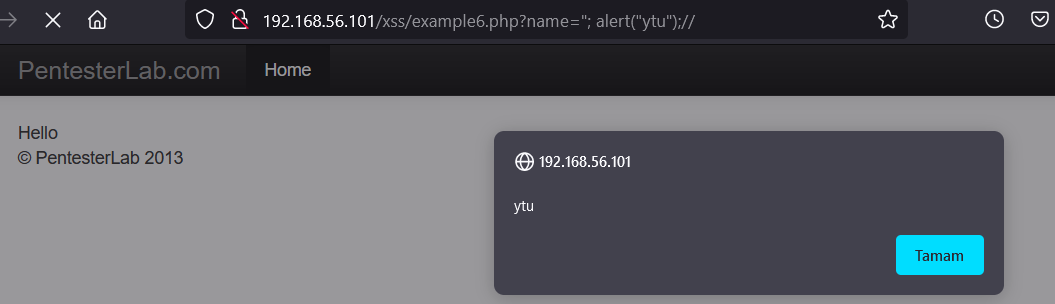 192.168.56.101/xss/example6.php?name="; alert("ytu");//
PentesterLab.com Home
Hello
© PentesterLab 2013
192.168.56.101
ytu
Tamam